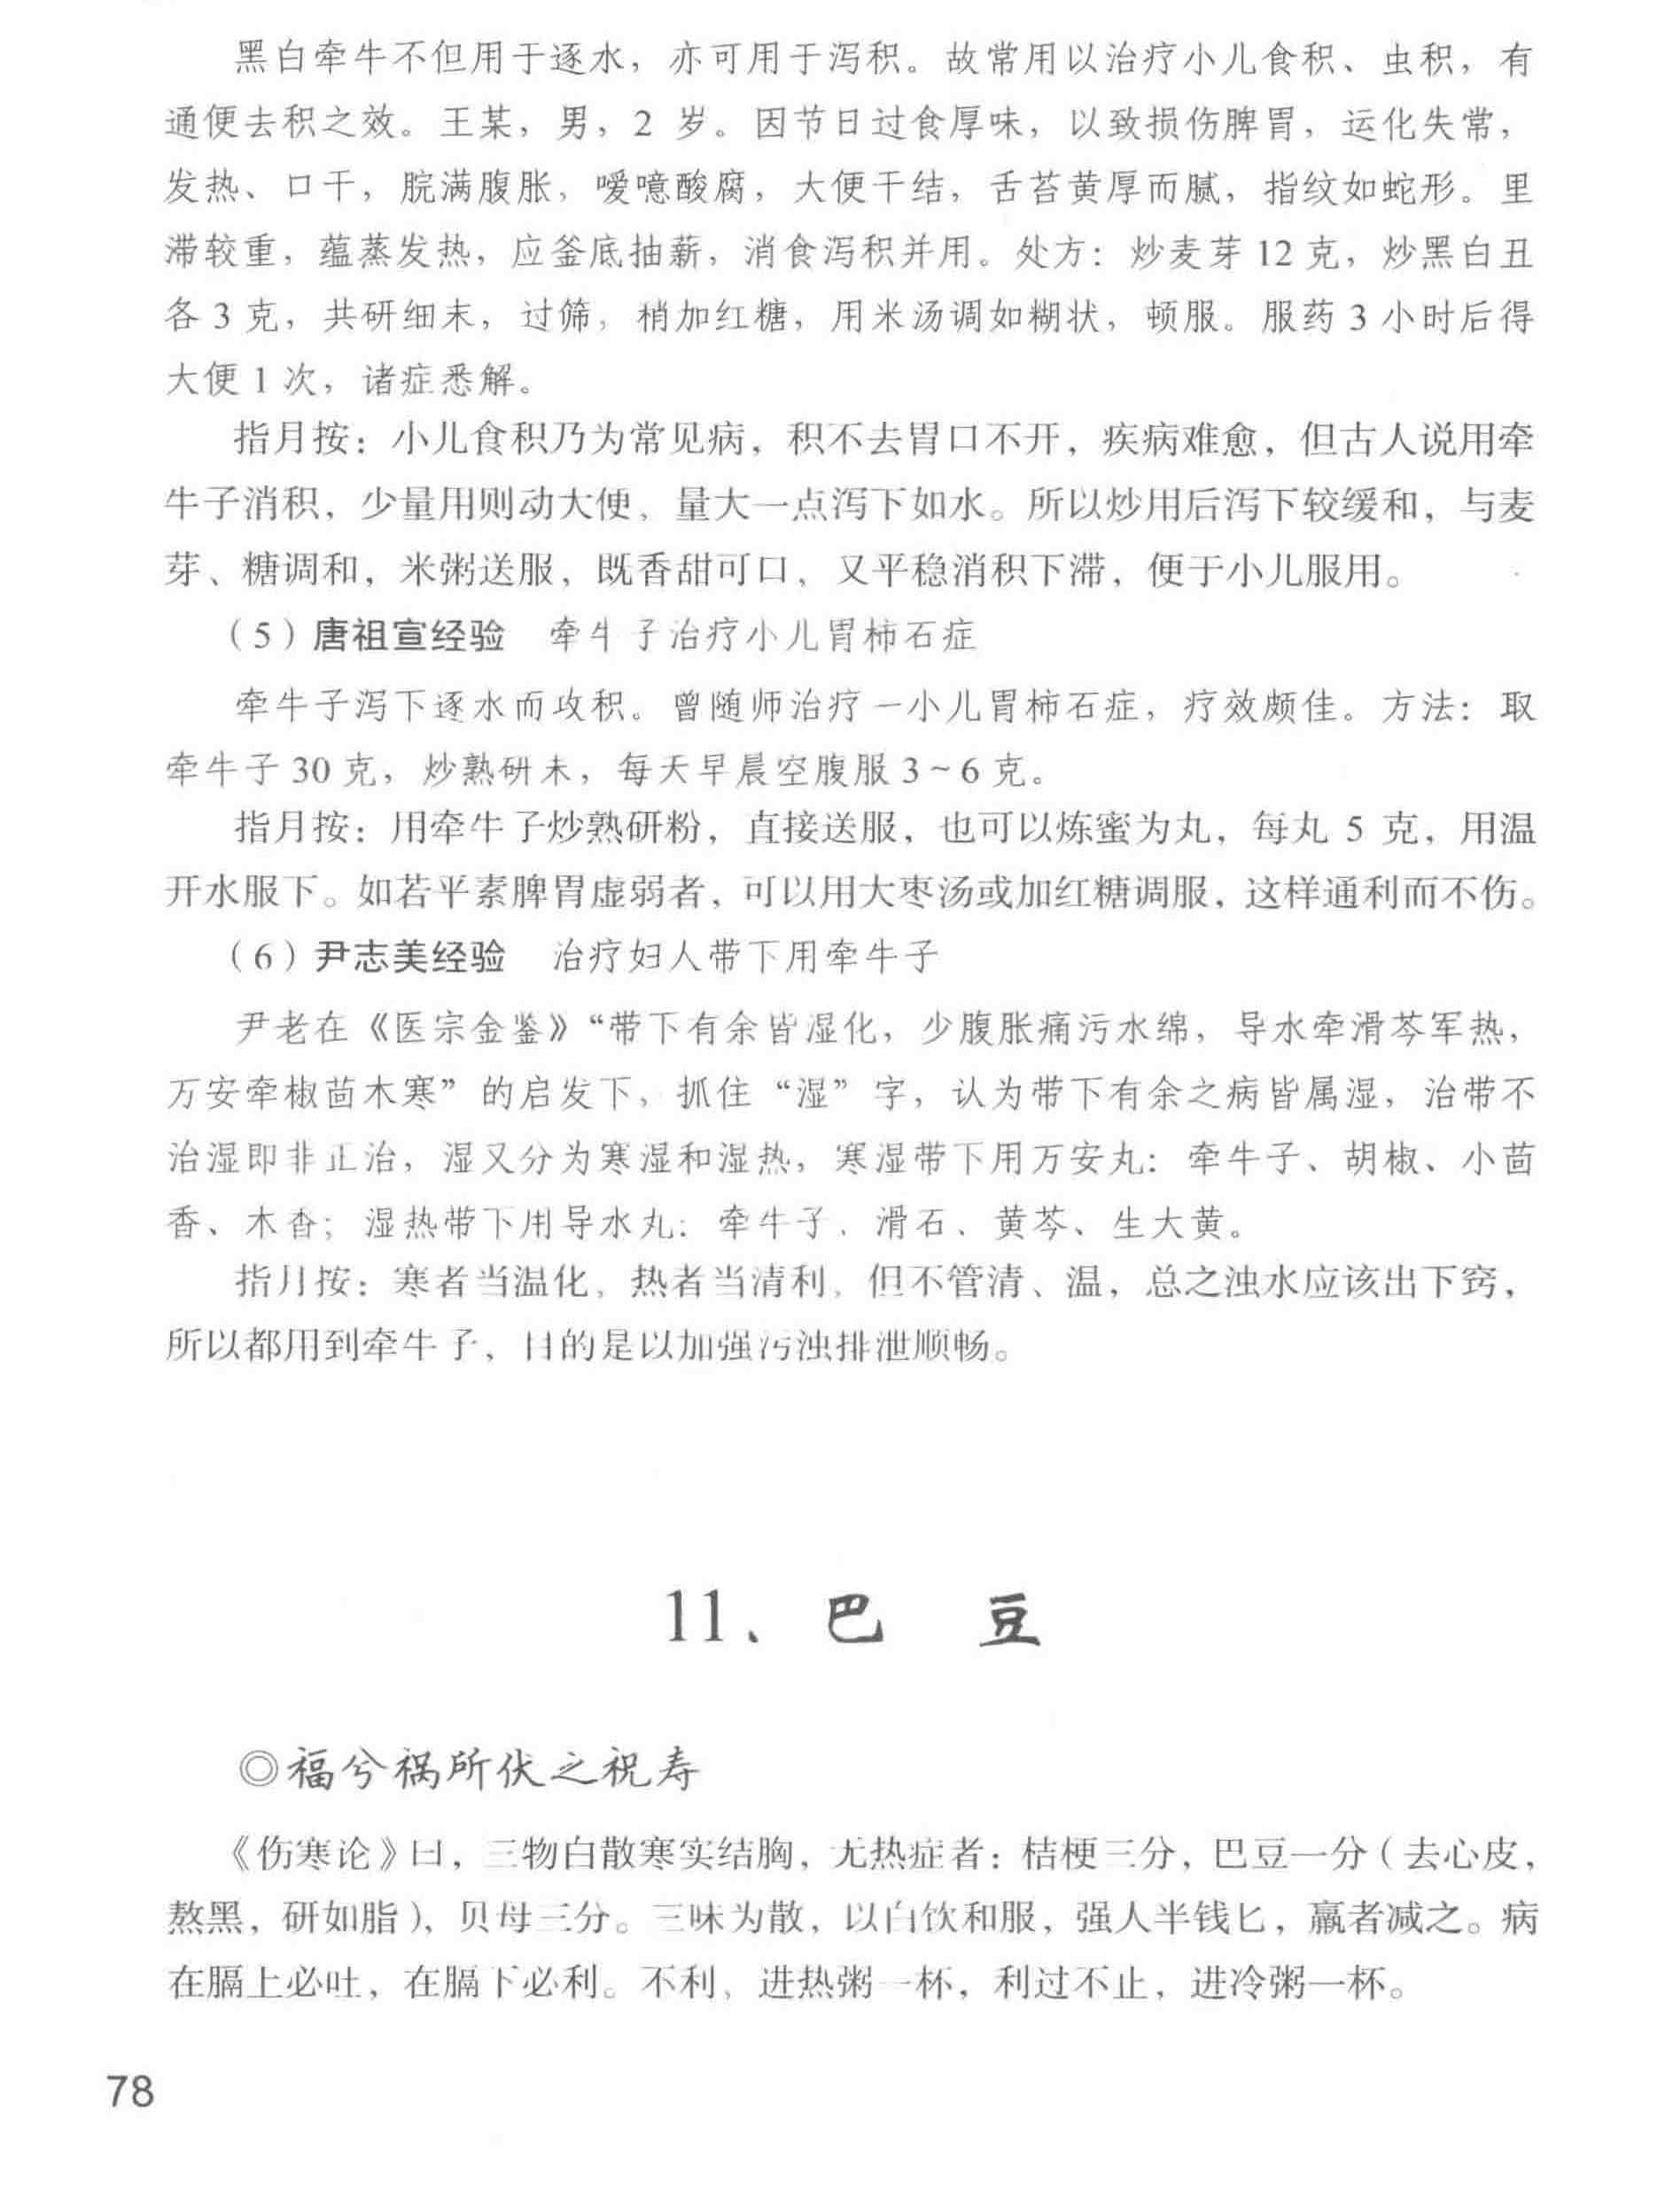 黑白牵牛不但用于逐水，亦可用于泻积。故常用以治疗小儿食积、虫积，有
通便去积之效。王某，男，2 岁。因节日过食厚味，以致损伤脾胃，运化失常，
发热、口干，脘满腹胀，嗳噫酸腐，大便干结，舌苔黄厚而腻，指纹如蛇形。里
滞较重，蕴蒸发热，应釜底抽薪，消食泻积并用。处方：炒麦芽 12 克，炒黑白丑
各 3 克，共研细末，过筛，稍加红糖，用米汤调如糊状，顿服。服药 3 小时后得
大便 1 次，诸症悉解。
指月按：小儿食积乃为常见病，积不去胃口不开，疾病难愈，但古人说用牵
牛子消积，少量用则动大便，量大一点泻下如水。所以炒用后泻下较缓和，与麦
芽、糖调和，米粥送服，既香甜可口，又平稳消积下滞，便于小儿服用。
（5）唐祖宣经验　牵牛子治疗小儿胃柿石症
牵牛子泻下逐水而攻积。曾随师治疗一小儿胃柿石症，疗效颇佳。方法：取
牵牛子 30 克，炒熟研末，每天早晨空腹服 3～6 克。
指月按：用牵牛子炒熟研粉，直接送服，也可以炼蜜为丸，每丸 5 克，用温
开水服下。如若平素脾胃虚弱者，可以用大枣汤或加红糖调服，这样通利而不伤。
（6）尹志美经验　治疗妇人带下用牵牛子
尹老在《医宗金鉴》“带下有余皆湿化，少腹胀痛污水绵，导水牵滑芩军热，
万安牵椒茴木寒”的启发下，抓住“湿”字，认为带下有余之病皆属湿，治带不
治湿即非正治，湿又分为寒湿和湿热，寒湿带下用万安丸：牵牛子、胡椒、小茴
香、木香；湿热带下用导水丸：牵牛子、滑石、黄芩、生大黄。
指月按：寒者当温化，热者当清利，但不管清、温，总之浊水应该出下窍，
所以都用到牵牛子，目的是以加强污浊排泄顺畅。
11、巴　豆
◎福兮祸所伏之祝寿
《伤寒论》曰，三物白散寒实结胸，无热症者：桔梗三分，巴豆一分（去心皮，
熬黑，研如脂），贝母三分。三味为散，以白饮和服，强人半钱匕，羸者减之。病
在膈上必吐，在膈下必利。不利，进热粥一杯，利过不止，进冷粥一杯。
78